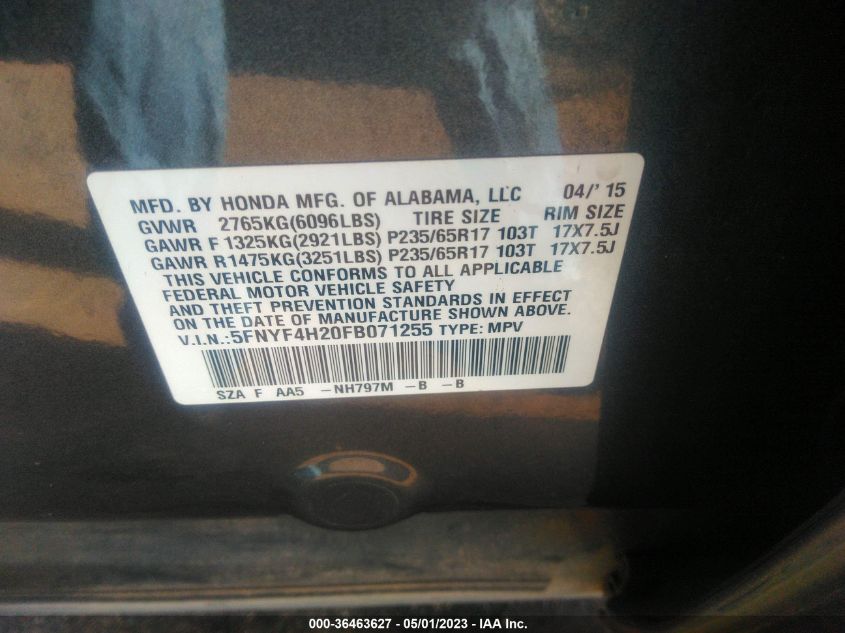 MFD. BY HONDA MFG. OF ALABAMA, LLC 04/' 15
GVWR 2765KG(6096LBS) TIRE SIZE RIM SIZE
GAWR F 1325KG(2921LBS) P235/65R17 103T 17X7.5J
GAWR R1475KG(3251LBS) P235/65R17 103T 17X7.5J
THIS VEHICLE CONFORMS TO ALL APPLICABLE
FEDERAL MOTOR VEHICLE SAFETY
AND THEFT PREVENTION STANDARDS IN EFFECT
ON THE DATE OF MANUFACTURE SHOWN ABOVE.
V.I.N.:5FNYF4H20FB071255 TYPE: MPV
SZA F AA5 -NH797M -B -B
000-36463627 - 05/01/2023 - IAA Inc.